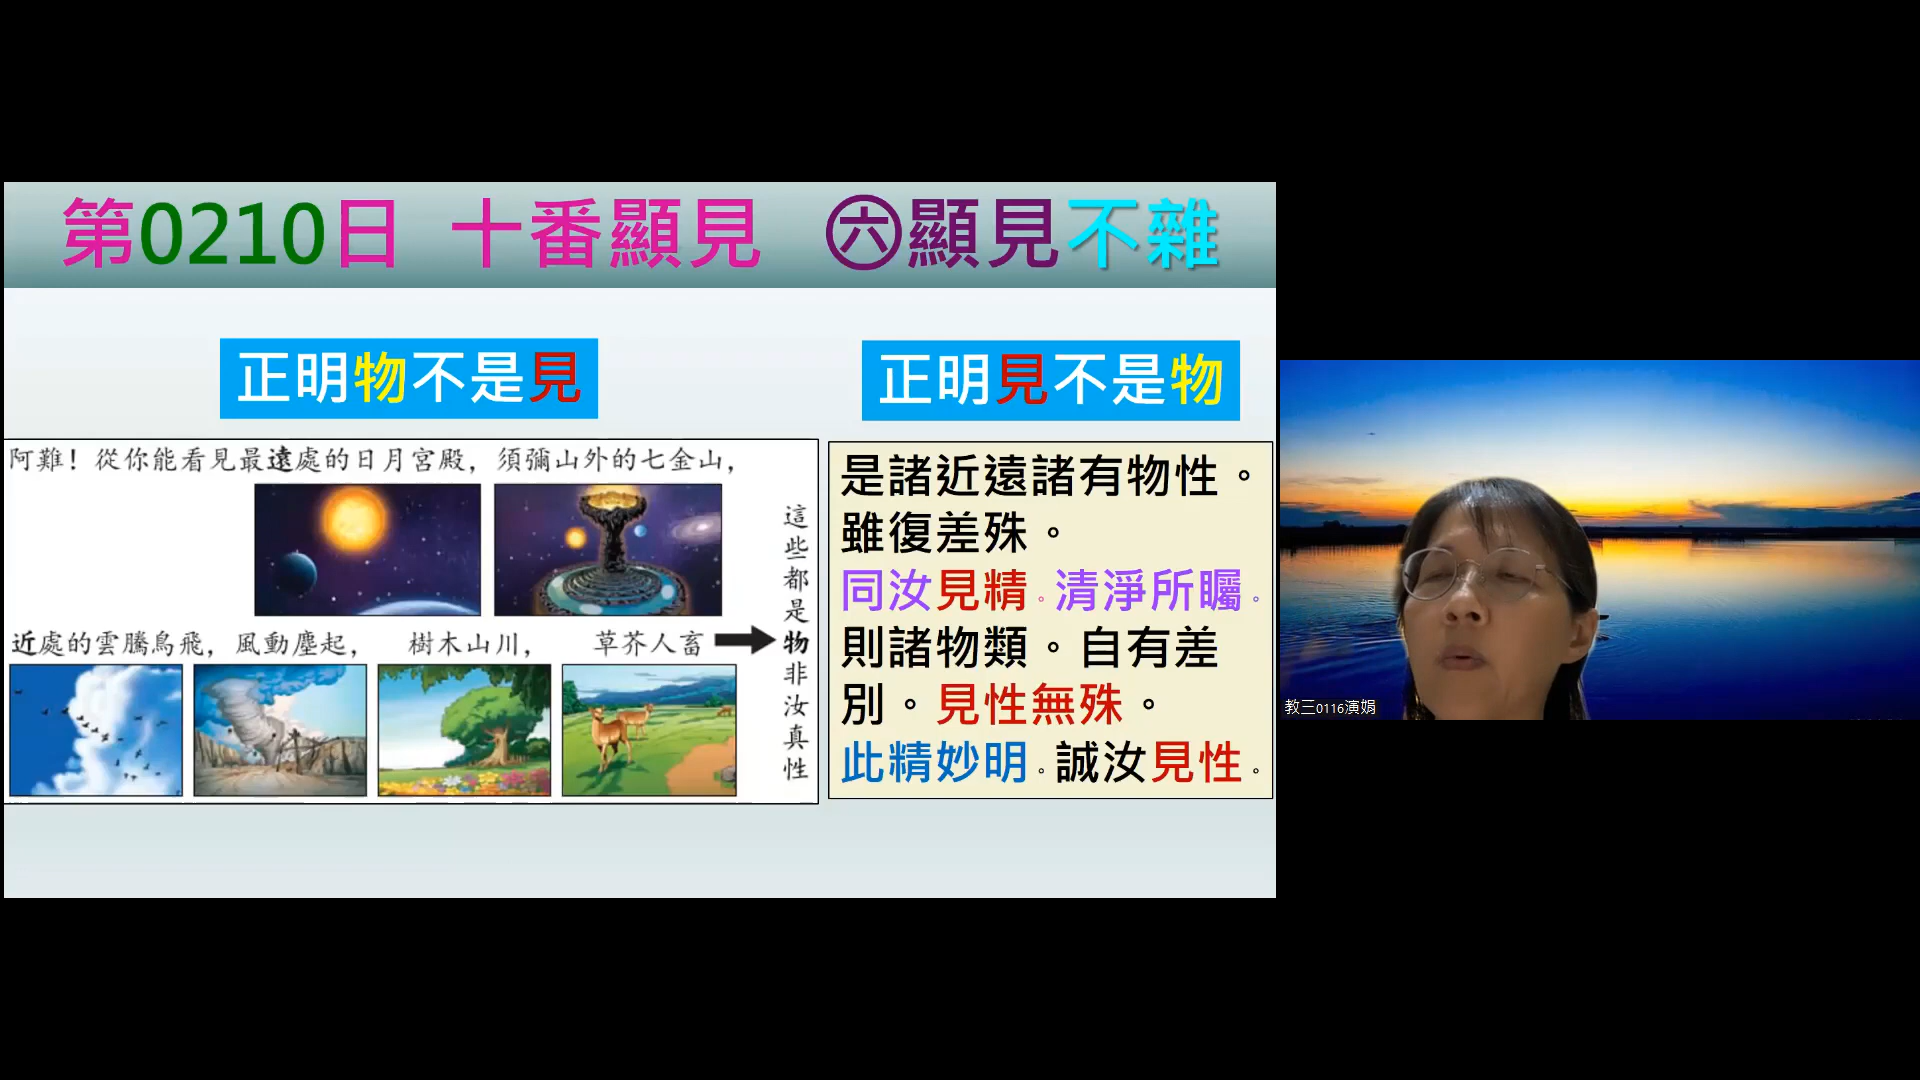 第0210日 十番顯見 ㊅顯見不雜
正明物不是見
阿難！從你能看見最遠處的日月宮殿，須彌山外的七金山，
近處的雲騰鳥飛，風動塵起， 樹木山川， 草芥人畜
這些都是物非汝真性
正明見不是物
是諸近遠諸有物性。
雖復差殊。
同汝見精。清淨所矚。
則諸物類。自有差
別。見性無殊。
此精妙明。誠汝見性。
教三0116演娟